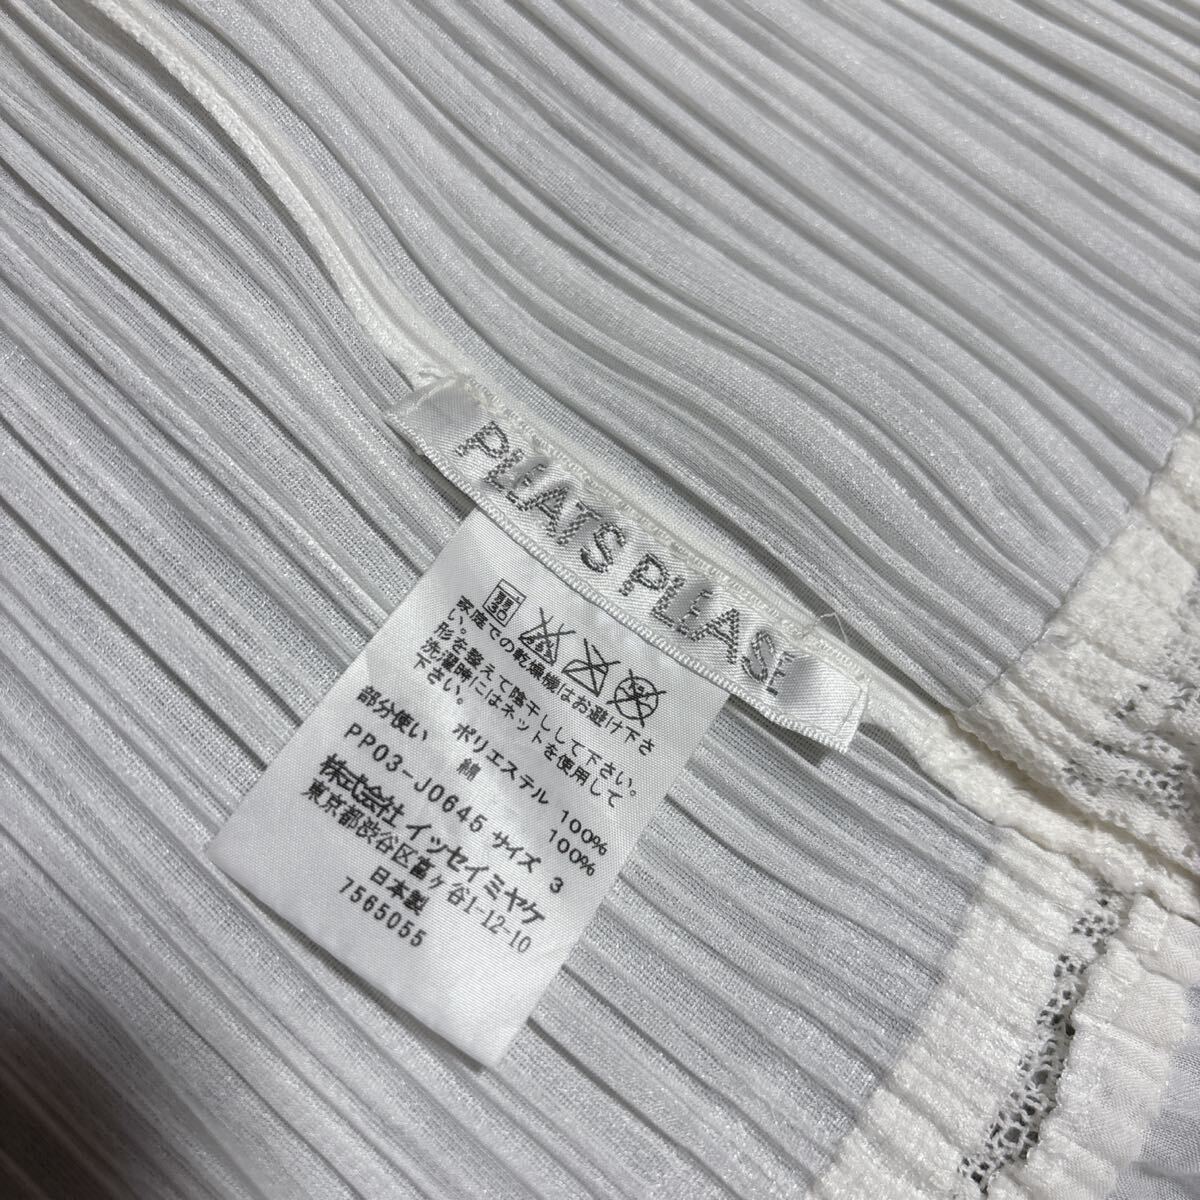 PLEATS PLEASE
弱 30
家庭での乾燥機はお避け下さ
い。
形を整えて陰干しして下さい。
洗濯時にはネットを使用して
下さい。
ポリエステル 100%
部分使い 綿 100%
PP03-J0645 サイズ 3
株式会社 イッセイミヤケ
東京都渋谷区富ヶ谷1-12-10
日本製
7565055